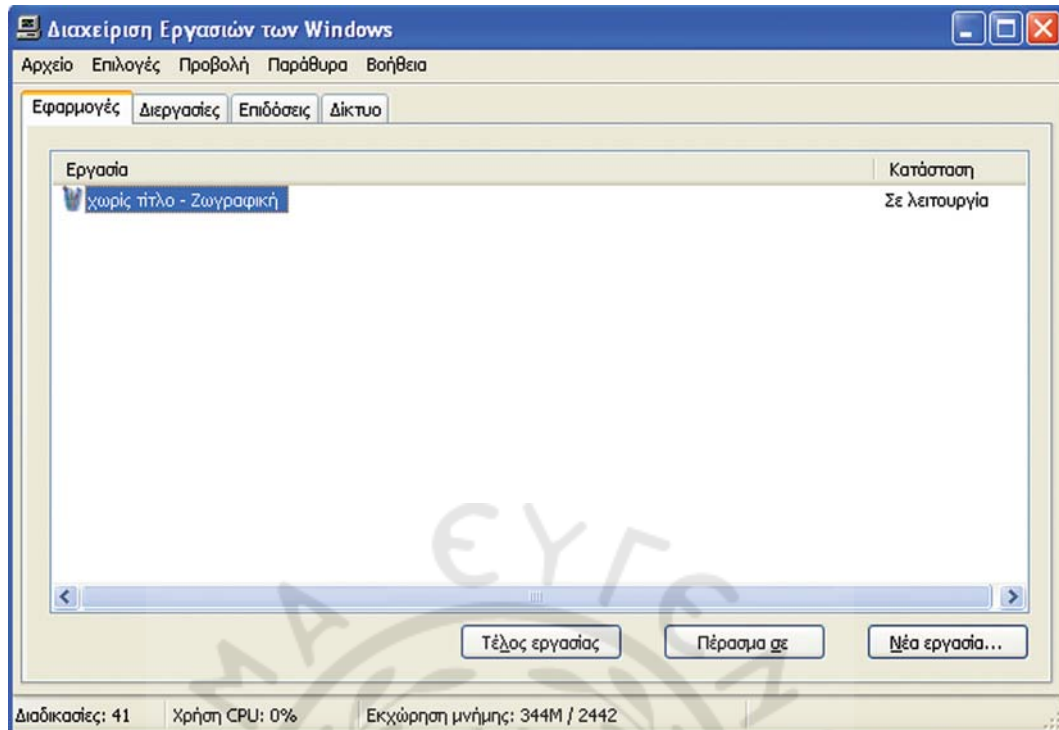 Διαχείριση Εργασιών των Windows
Αρχείο Επιλογές Προβολή Παράθυρα Βοήθεια
Εφαρμογές Διεργασίες Επιδόσεις Δίκτυο
Εργασία Κατάσταση
χωρίς τίτλο - Ζωγραφική Σε λειτουργία
Τέλος εργασίας Πέρασμα σε Νέα εργασία...
Διαδικασίες: 41 Χρήση CPU: 0% Εκχώρηση μνήμης: 344M / 2442